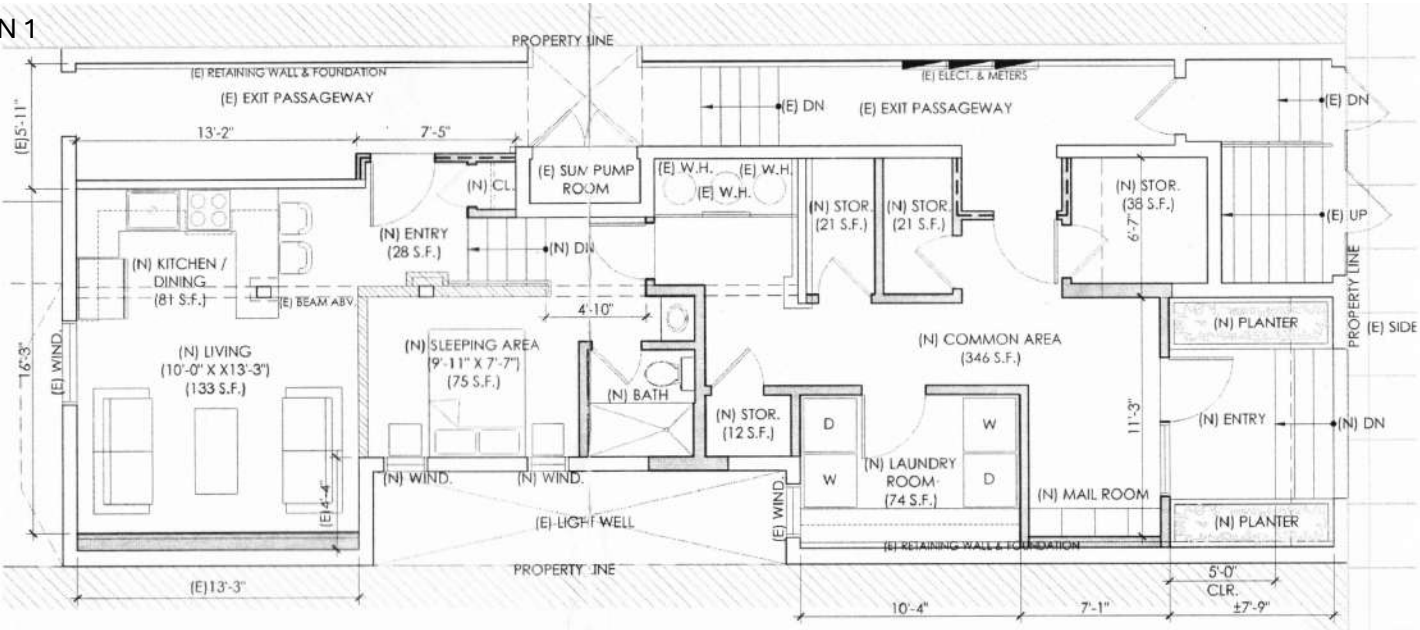 N 1
PROPERTY LINE
(E) RETAINING WALL & FOUNDATION
(E) EXIT PASSAGEWAY
(E) ELECT. & METERS
(E) DN
(E) EXIT PASSAGEWAY
(E) DN
(E)5'-11"
13'-2"
7'-5"
(N) CL.
(E) SUM PUMP
ROOM
(E) W.H.
(E) W.H.
(E) W.H.
(N) STOR.
(21 S.F.)
(N) STOR.
(21 S.F.)
(N) STOR.
(38 S.F.)
6'-7"
(E) UP
(N) ENTRY
(28 S.F.)
(N) DN
(N) KITCHEN /
DINING
(81 S.F.)
(E) BEAM ABV.
4'-10"
PROPERTY LINE
(E) SIDE
(N) PLANTER
(E) WIND.
16'-3"
(N) LIVING
(10'-0" X X13'-3")
(133 S.F.)
(N) SLEEPING AREA
(9'-11" X 7'-7")
(75 S.F.)
(N) COMMON AREA
(346 S.F.)
(N) BATH
(N) STOR.
(12 S.F.)
D
W
W
D
(N) LAUNDRY
ROOM
(74 S.F.)
11'-3"
(N) ENTRY
(N) DN
(N) WIND.
(N) WIND.
(E)4'-4"
(E) LIGHT WELL
(E) WIND.
(N) MAIL ROOM
(N) PLANTER
(E) RETAINING WALL & FOUNDATION
PROPERTY LINE
(E)13'-3"
10'-4"
7'-1"
5'-0"
CLR.
±7'-9"